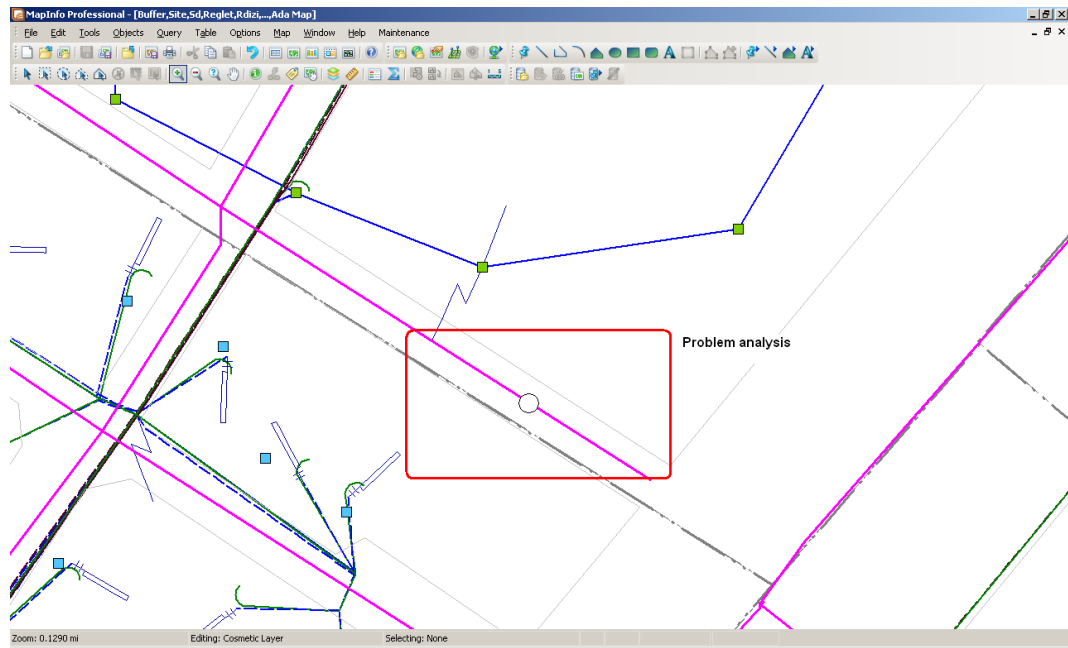 MapInfo Professional - [Buffer,Site,Sd,Reglet,Rdizi,...,Ada Map]
File Edit Tools Objects Query Table Options Map Window Help Maintenance
Problem analysis
Zoom: 0.1290 mi Editing: Cosmetic Layer Selecting: None